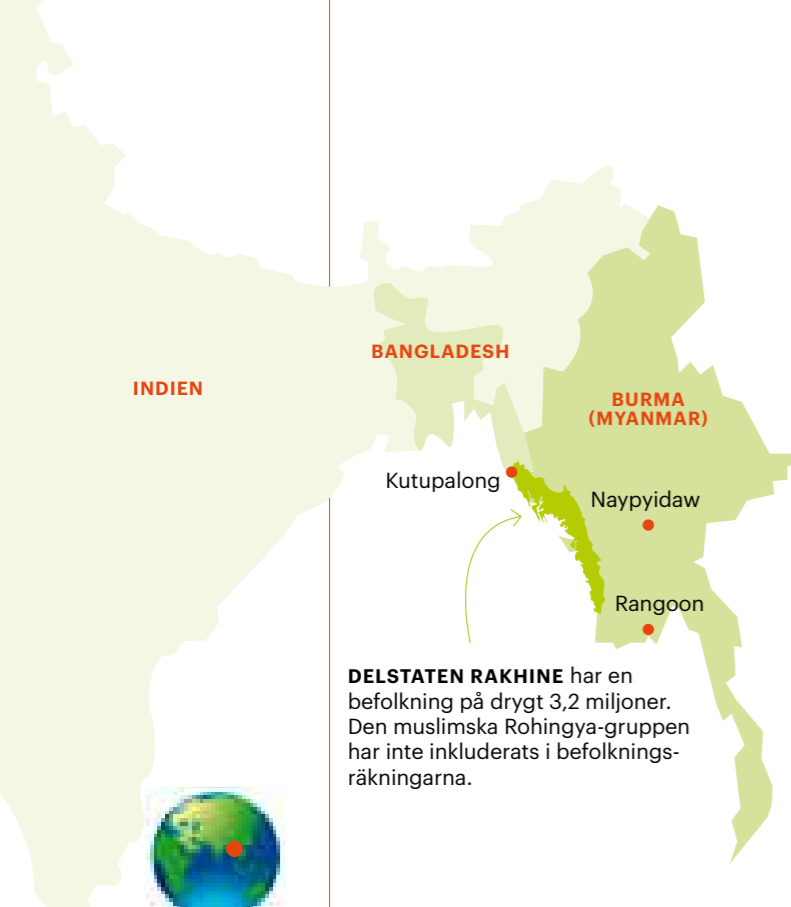 BANGLADESH
INDIEN
BURMA
(MYANMAR)
Kutupalong
Naypyidaw
Rangoon
DELSTATEN RAKHINE har en
befolkning på drygt 3,2 miljoner.
Den muslimska Rohingya-gruppen
har inte inkluderats i befolknings-
räkningarna.